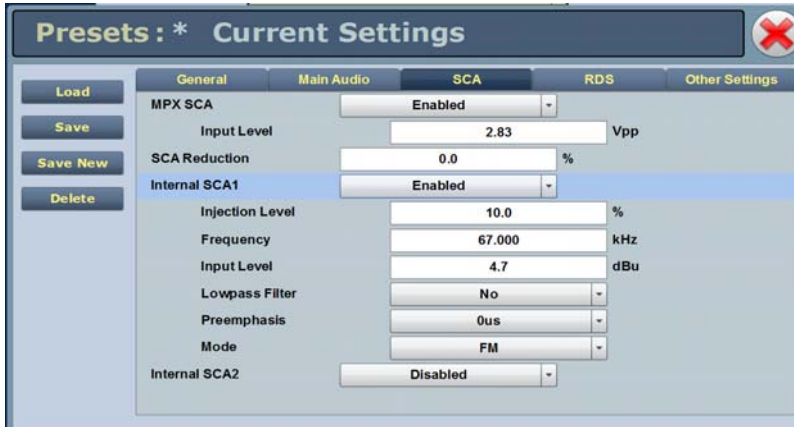 Presets : * Current Settings
Load
Save
Save New
Delete
General Main Audio SCA RDS Other Settings
MPX SCA Enabled
Input Level 2.83 Vpp
SCA Reduction 0.0 %
Internal SCA1 Enabled
Injection Level 10.0 %
Frequency 67.000 kHz
Input Level 4.7 dBu
Lowpass Filter No
Preemphasis 0us
Mode FM
Internal SCA2 Disabled